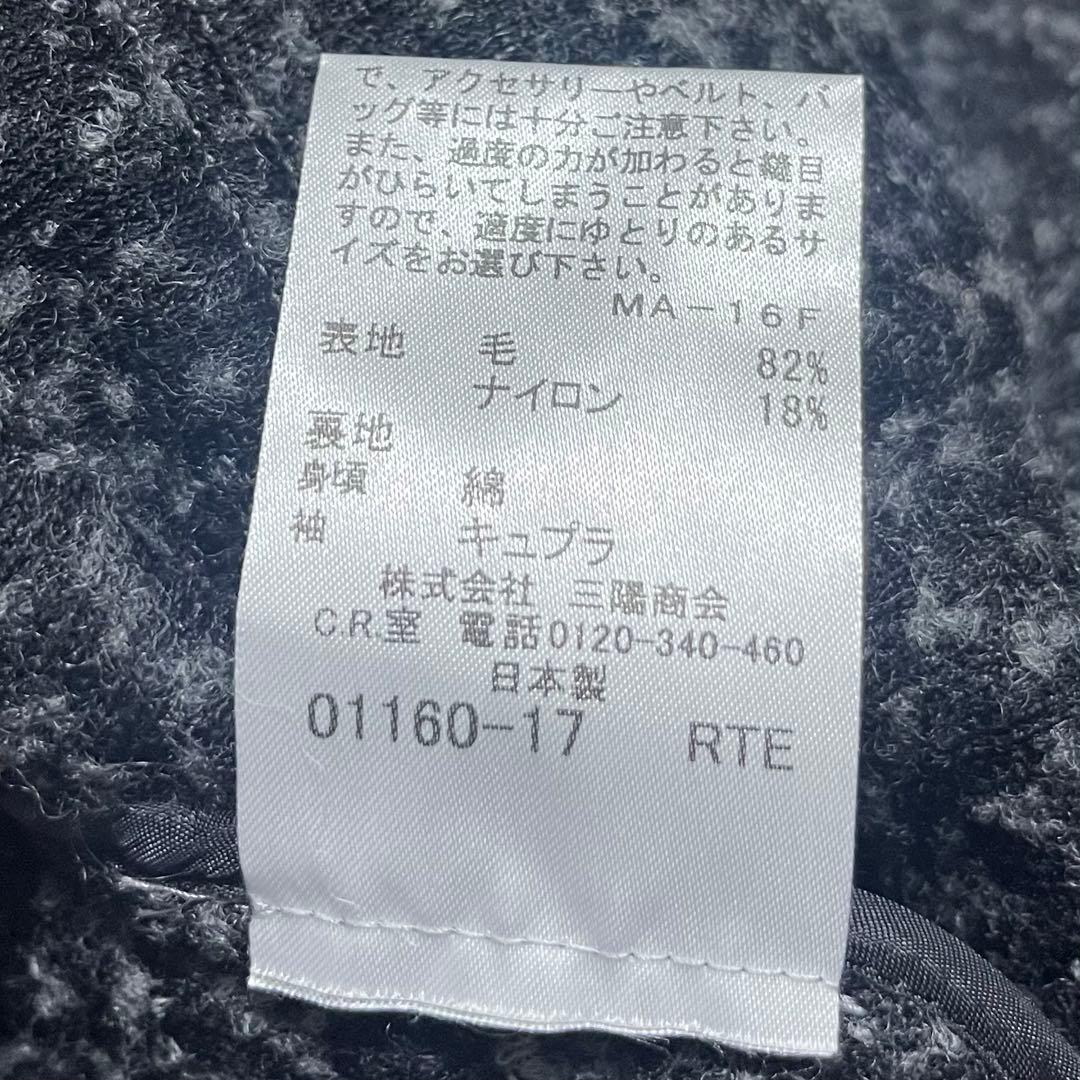 で、アクセサリーやベルト、バ
ッグ等には十分ご注意下さい。
また、過度の力が加わると縫目
がひらいてしまうことがありま
すので、適度にゆとりのあるサ
イズをお選び下さい。
MA-16F
表地 毛 82%
ナイロン 18%
裏地
身頃 綿
袖 キュプラ
株式会社 三陽商会
C.R.室 電話0120-340-460
日本製
01160-17 RTE